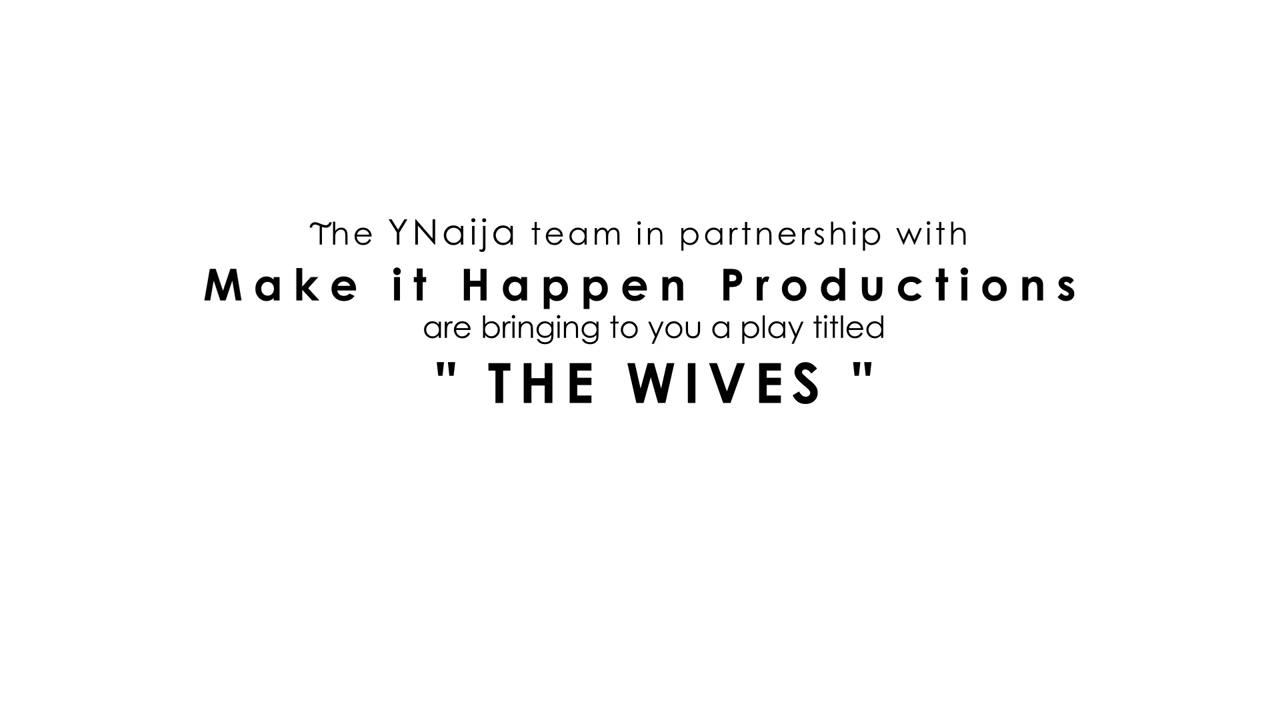 The YNaija team in partnership with
Make it Happen Productions
are bringing to you a play titled
" THE WIVES "